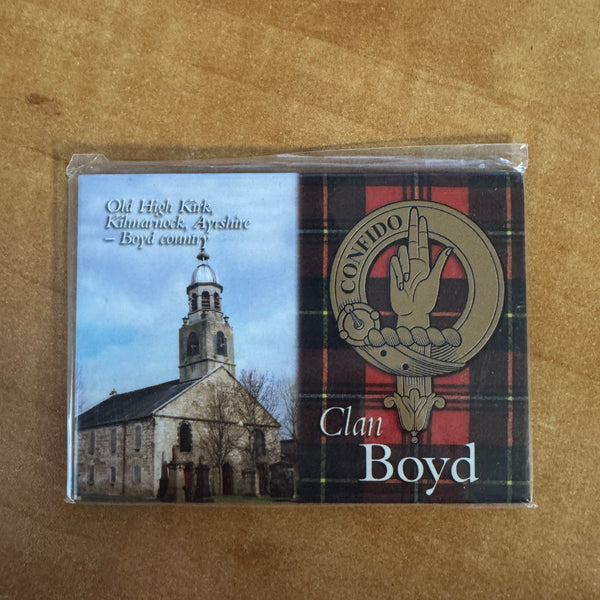 Old High Kirk,
Kilmarnock, Ayrshire
– Boyd country
CONFIDO
Clan
Boyd